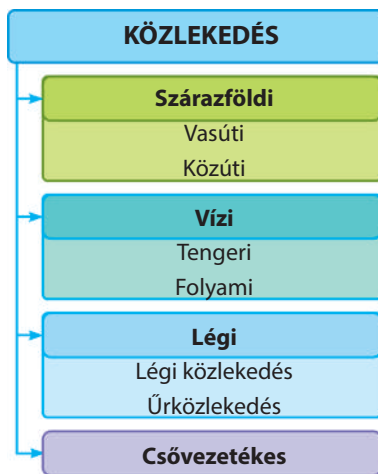 KÖZLEKEDÉS
Szárazföldi
Vasúti
Közúti
Vízi
Tengeri
Folyami
Légi
Légi közlekedés
Űrközlekedés
Csővezetékes